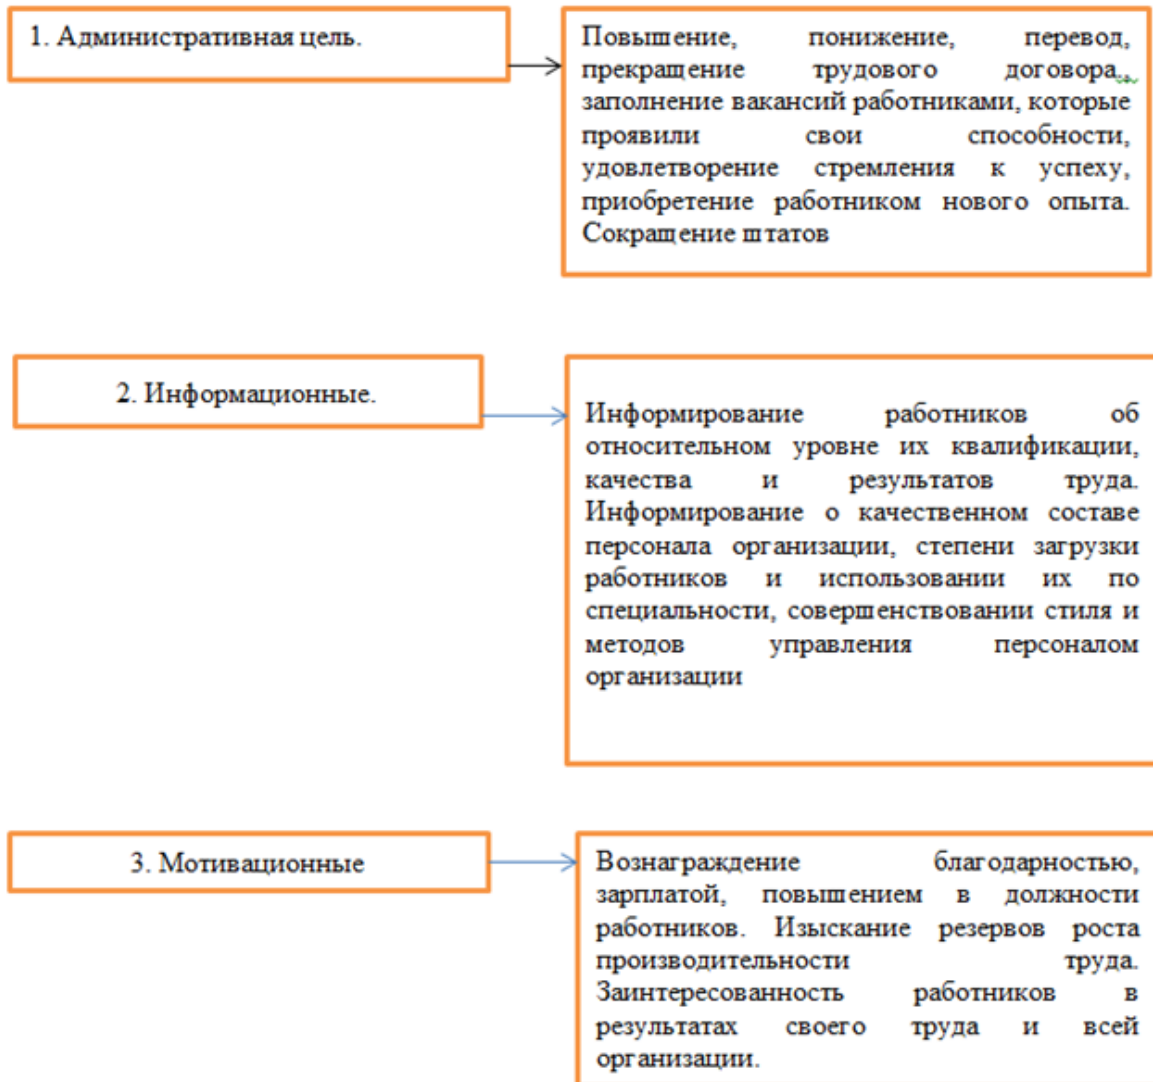 1. Административная цель.
Повышение, понижение, перевод,
прекращение трудового договора.,
заполнение вакансий работниками, которые
проявили свои способности,
удовлетворение стремления к успеху,
приобретение работником нового опыта.
Сокращение штатов
2. Информационные.
Информирование работников об
относительном уровне их квалификации,
качества и результатов труда.
Информирование о качественном составе
персонала организации, степени загрузки
работников и использовании их по
специальности, совершенствовании стиля и
методов управления персоналом
организации
3. Мотивационные
Вознаграждение благодарностью,
зарплатой, повышением в должности
работников. Изыскание резервов роста
производительности труда.
Заинтересованность работников в
результатах своего труда и всей
организации.